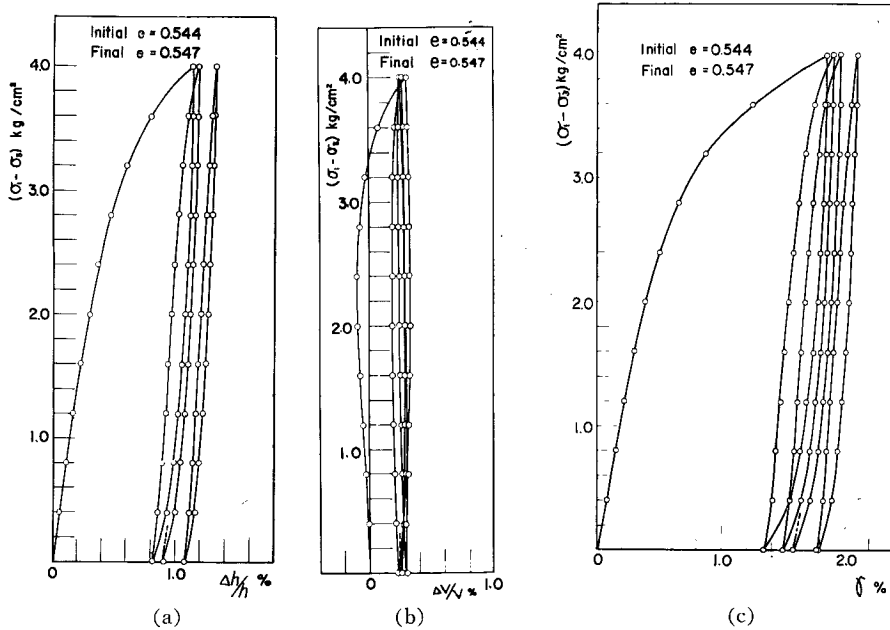 Initial e = 0.544
Final e = 0.547
4.0
3.0
2.0
1.0
(σ₁ - σ₃) kg/cm²
0
1.0
Δh/h %
(a)
Initial e = 0.544
Final e = 0.547
4.0
3.0
2.0
1.0
(σ₁ - σ₃) kg/cm²
0
1.0
ΔV/V %
(b)
Initial e = 0.544
Final e = 0.547
4.0
3.0
2.0
1.0
(σ₁ - σ₃) kg/cm²
0
1.0
2.0
γ %
(c)